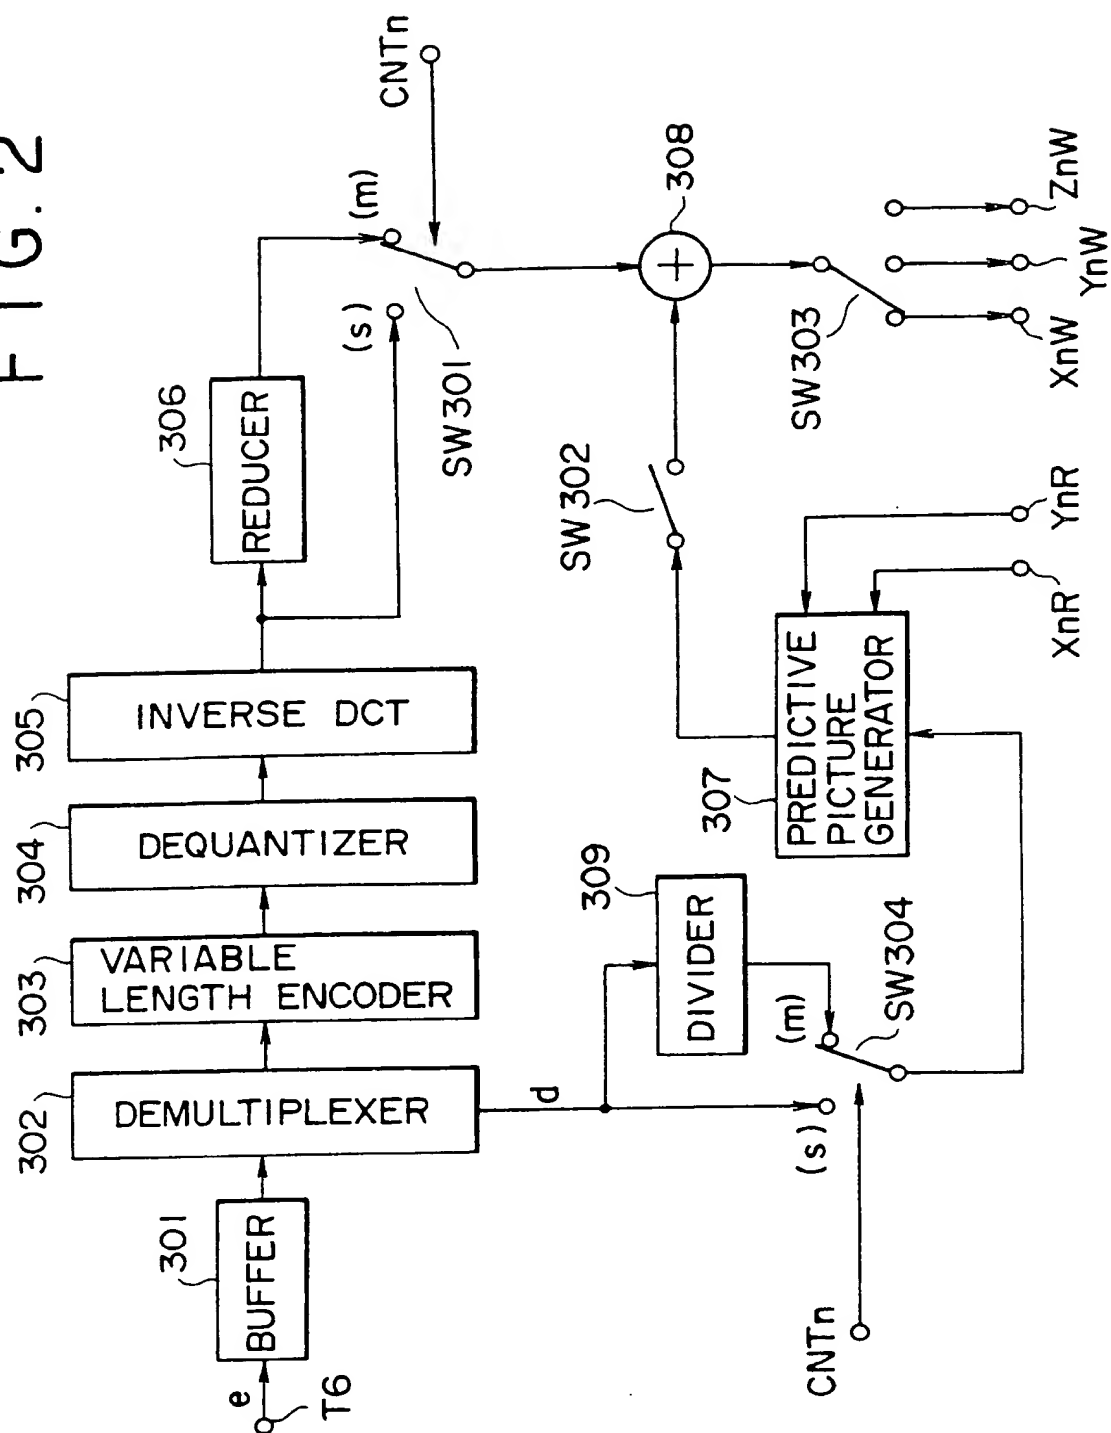 FIG. 2
e
T6
301
BUFFER
302
DEMULTIPLEXER
303
VARIABLE
LENGTH ENCODER
304
DEQUANTIZER
305
INVERSE DCT
306
REDUCER
(m)
(s)
SW301
CNTn
d
309
DIVIDER
(m)
(s)
SW304
CNTn
307
PREDICTIVE
PICTURE
GENERATOR
SW302
308
SW303
XnR
YnR
XnW
YnW
ZnW